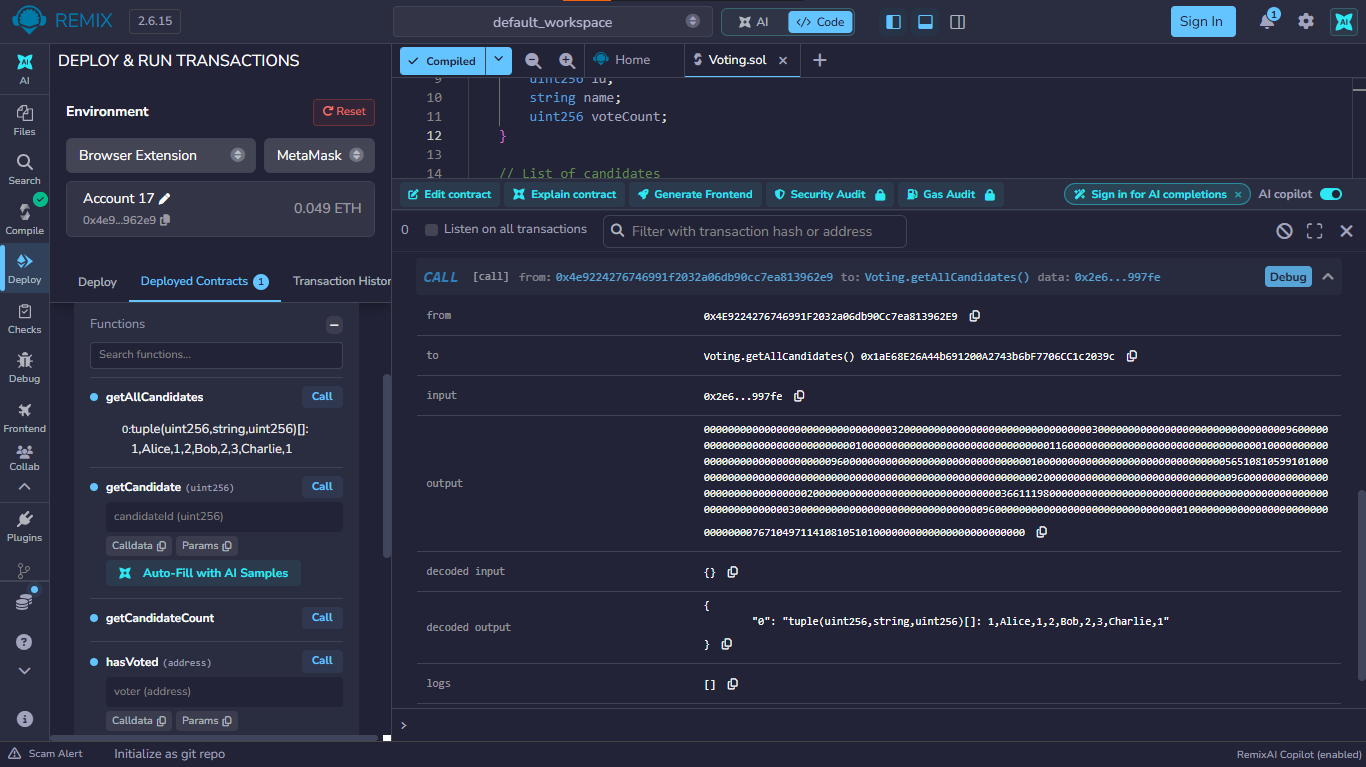 REMIX 2.6.15 default_workspace AI </> Code Sign In 1
AI
Files
Search
Compile
Deploy
Checks
Debug
Frontend
Collab
Plugins
DEPLOY & RUN TRANSACTIONS
Environment Reset
Browser Extension MetaMask
Account 17
0x4e9...962e9 0.049 ETH
Deploy Deployed Contracts 1 Transaction Histor
Functions
Search functions...
getAllCandidates Call
0:tuple(uint256,string,uint256)[]:
1,Alice,1,2,Bob,2,3,Charlie,1
getCandidate (uint256) Call
candidateId (uint256)
Calldata Params
Auto-Fill with AI Samples
getCandidateCount Call
hasVoted (address) Call
voter (address)
Calldata Params
Compiled Home Voting.sol
9 uint256 id;
10 string name;
11 uint256 voteCount;
12 }
13
14 // List of candidates
Edit contract Explain contract Generate Frontend Security Audit Gas Audit Sign in for AI completions × AI copilot
0 Listen on all transactions Filter with transaction hash or address
CALL [call] from: 0x4e9224276746991f2032a06db90cc7ea813962e9 to: Voting.getAllCandidates() data: 0x2e6...997fe Debug
from 0x4E9224276746991F2032a06db90Cc7ea813962E9
to Voting.getAllCandidates() 0x1aE68E26A44b691200A2743b6bF7706CC1c2039c
input 0x2e6...997fe
output
decoded input {}
decoded output {
"0": "tuple(uint256,string,uint256)[]: 1,Alice,1,2,Bob,2,3,Charlie,1"
}
logs []
>
Scam Alert Initialize as git repo RemixAI Copilot (enabled)